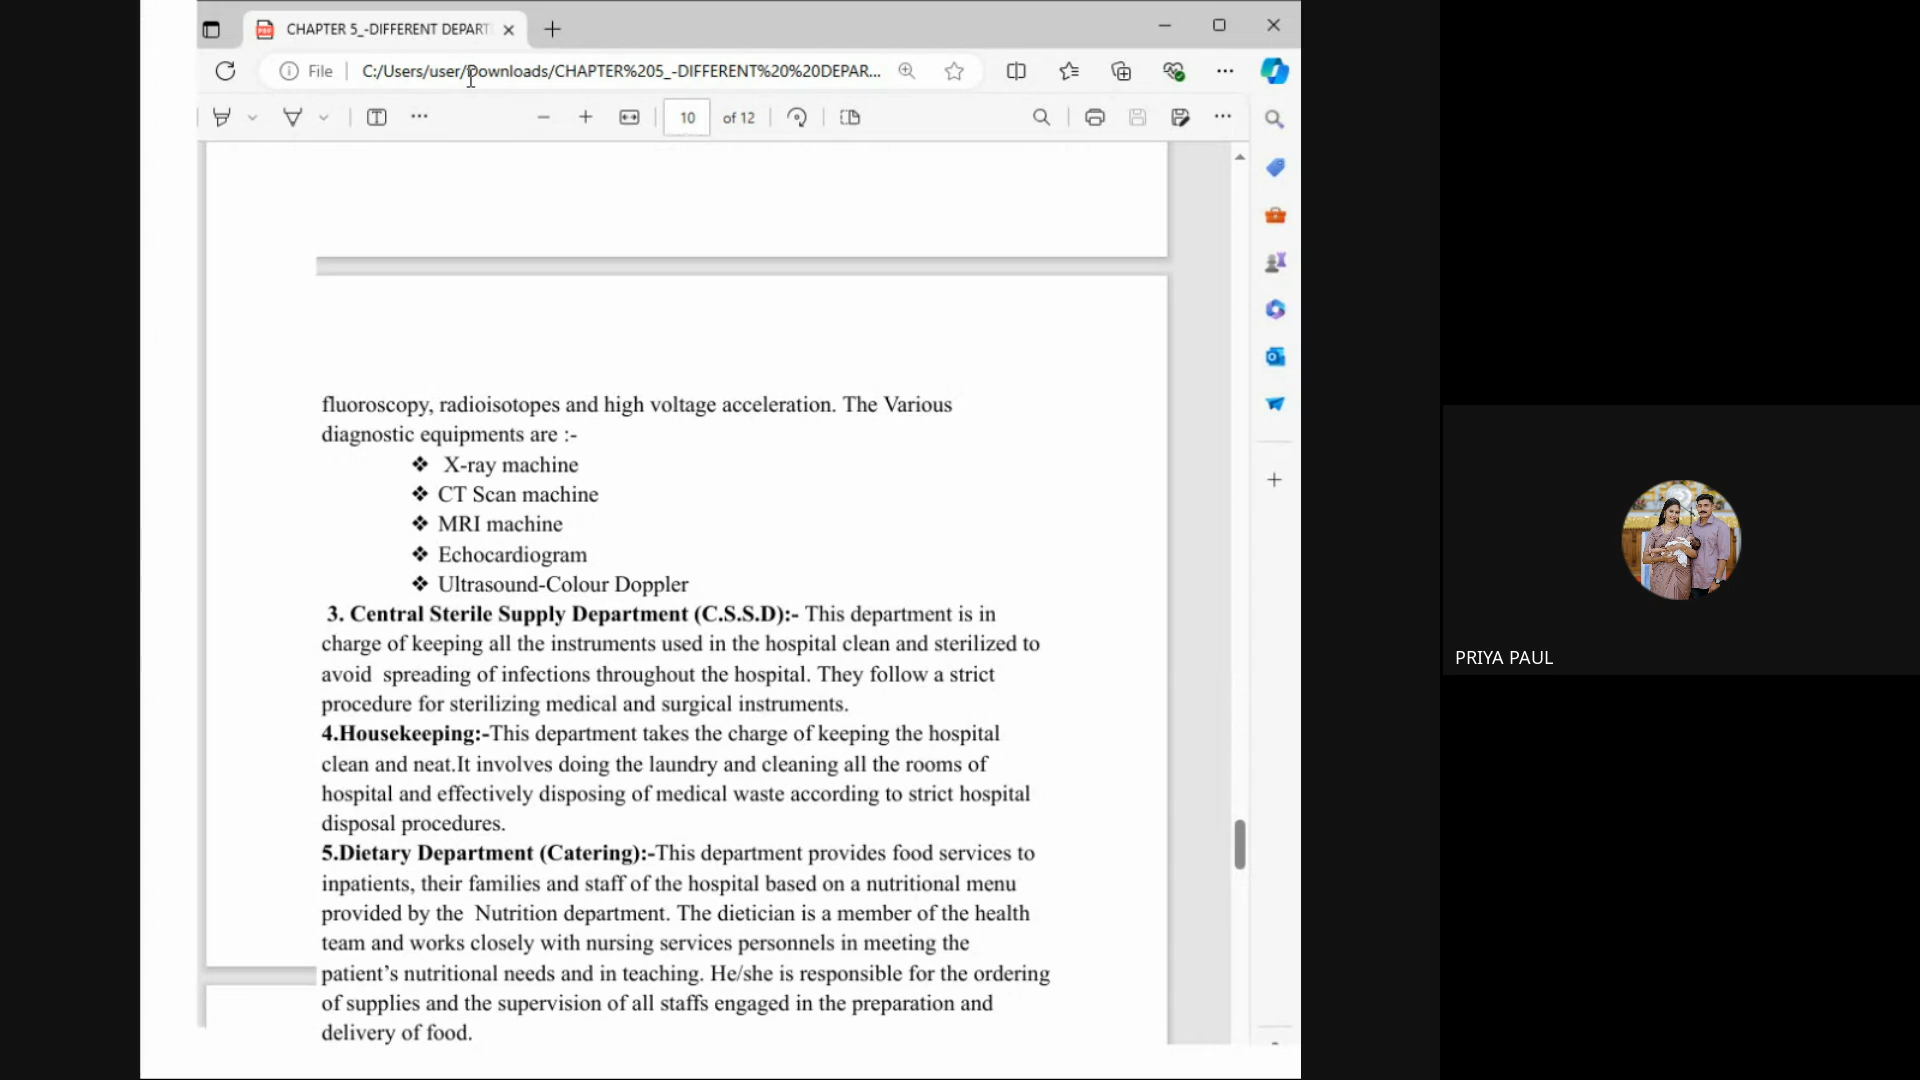 CHAPTER 5_-DIFFERENT DEPART
File
C:/Users/user/Downloads/CHAPTER%205_-DIFFERENT%20%20DEPAR...
10 of 12
fluoroscopy, radioisotopes and high voltage acceleration. The Various
diagnostic equipments are :-
❖ X-ray machine
❖ CT Scan machine
❖ MRI machine
❖ Echocardiogram
❖ Ultrasound-Colour Doppler
3. Central Sterile Supply Department (C.S.S.D):- This department is in
charge of keeping all the instruments used in the hospital clean and sterilized to
avoid spreading of infections throughout the hospital. They follow a strict
procedure for sterilizing medical and surgical instruments.
4.Housekeeping:-This department takes the charge of keeping the hospital
clean and neat.It involves doing the laundry and cleaning all the rooms of
hospital and effectively disposing of medical waste according to strict hospital
disposal procedures.
5.Dietary Department (Catering):-This department provides food services to
inpatients, their families and staff of the hospital based on a nutritional menu
provided by the Nutrition department. The dietician is a member of the health
team and works closely with nursing services personnels in meeting the
patient’s nutritional needs and in teaching. He/she is responsible for the ordering
of supplies and the supervision of all staffs engaged in the preparation and
delivery of food.
PRIYA PAUL